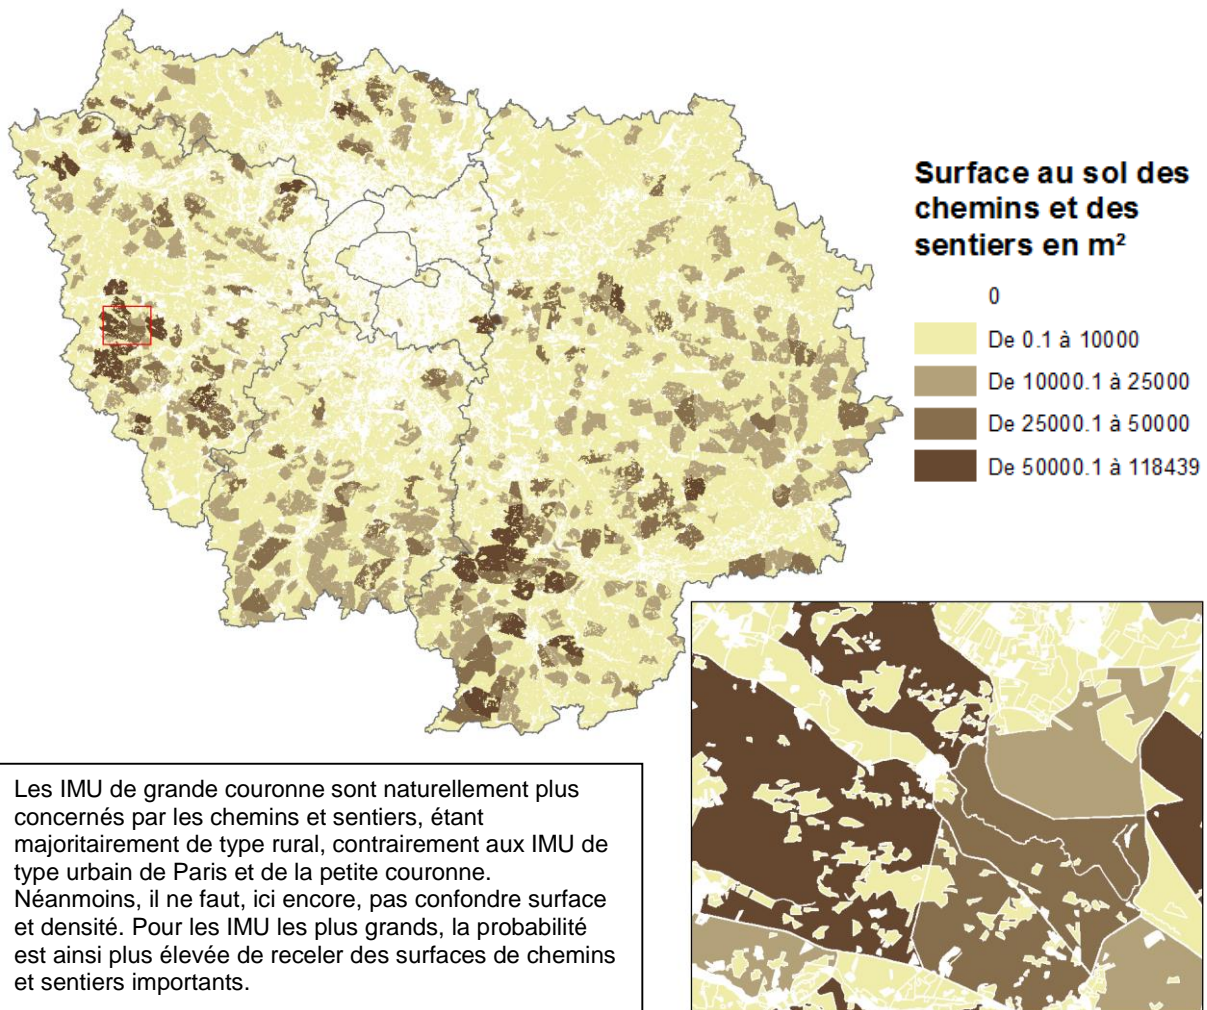 Surface au sol des
chemins et des
sentiers en m²
0
De 0.1 à 10000
De 10000.1 à 25000
De 25000.1 à 50000
De 50000.1 à 118439
Les IMU de grande couronne sont naturellement plus
concernés par les chemins et sentiers, étant
majoritairement de type rural, contrairement aux IMU de
type urbain de Paris et de la petite couronne.
Néanmoins, il ne faut, ici encore, pas confondre surface
et densité. Pour les IMU les plus grands, la probabilité
est ainsi plus élevée de receler des surfaces de chemins
et sentiers importants.